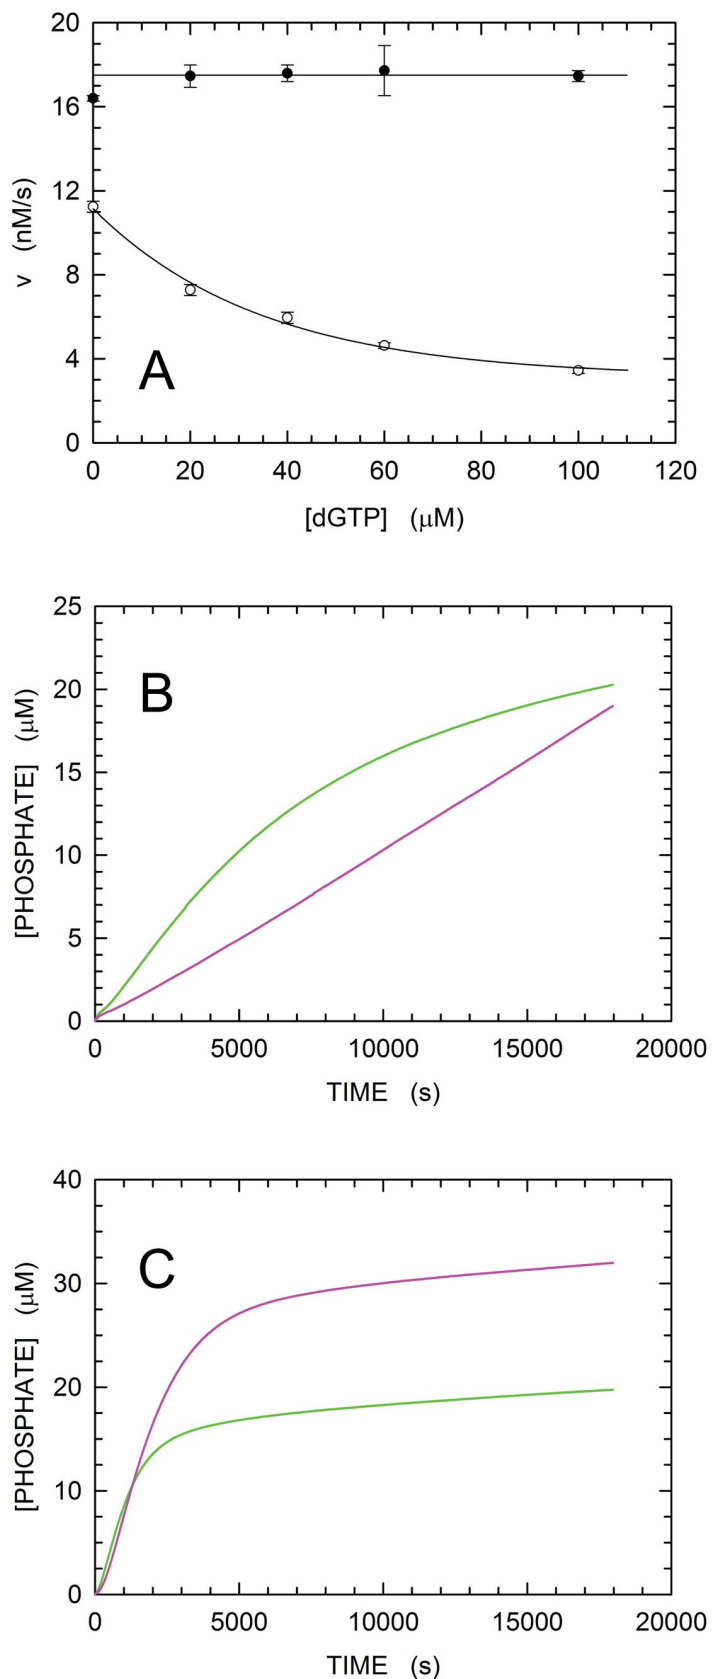 20
16
12
8
4
0
v (nM/s)
A
0 20 40 60 80 100 120
[dGTP] (μM)
25
20
15
10
5
0
[PHOSPHATE] (μM)
B
0 5000 10000 15000 20000
TIME (s)
40
30
20
10
0
[PHOSPHATE] (μM)
C
0 5000 10000 15000 20000
TIME (s)